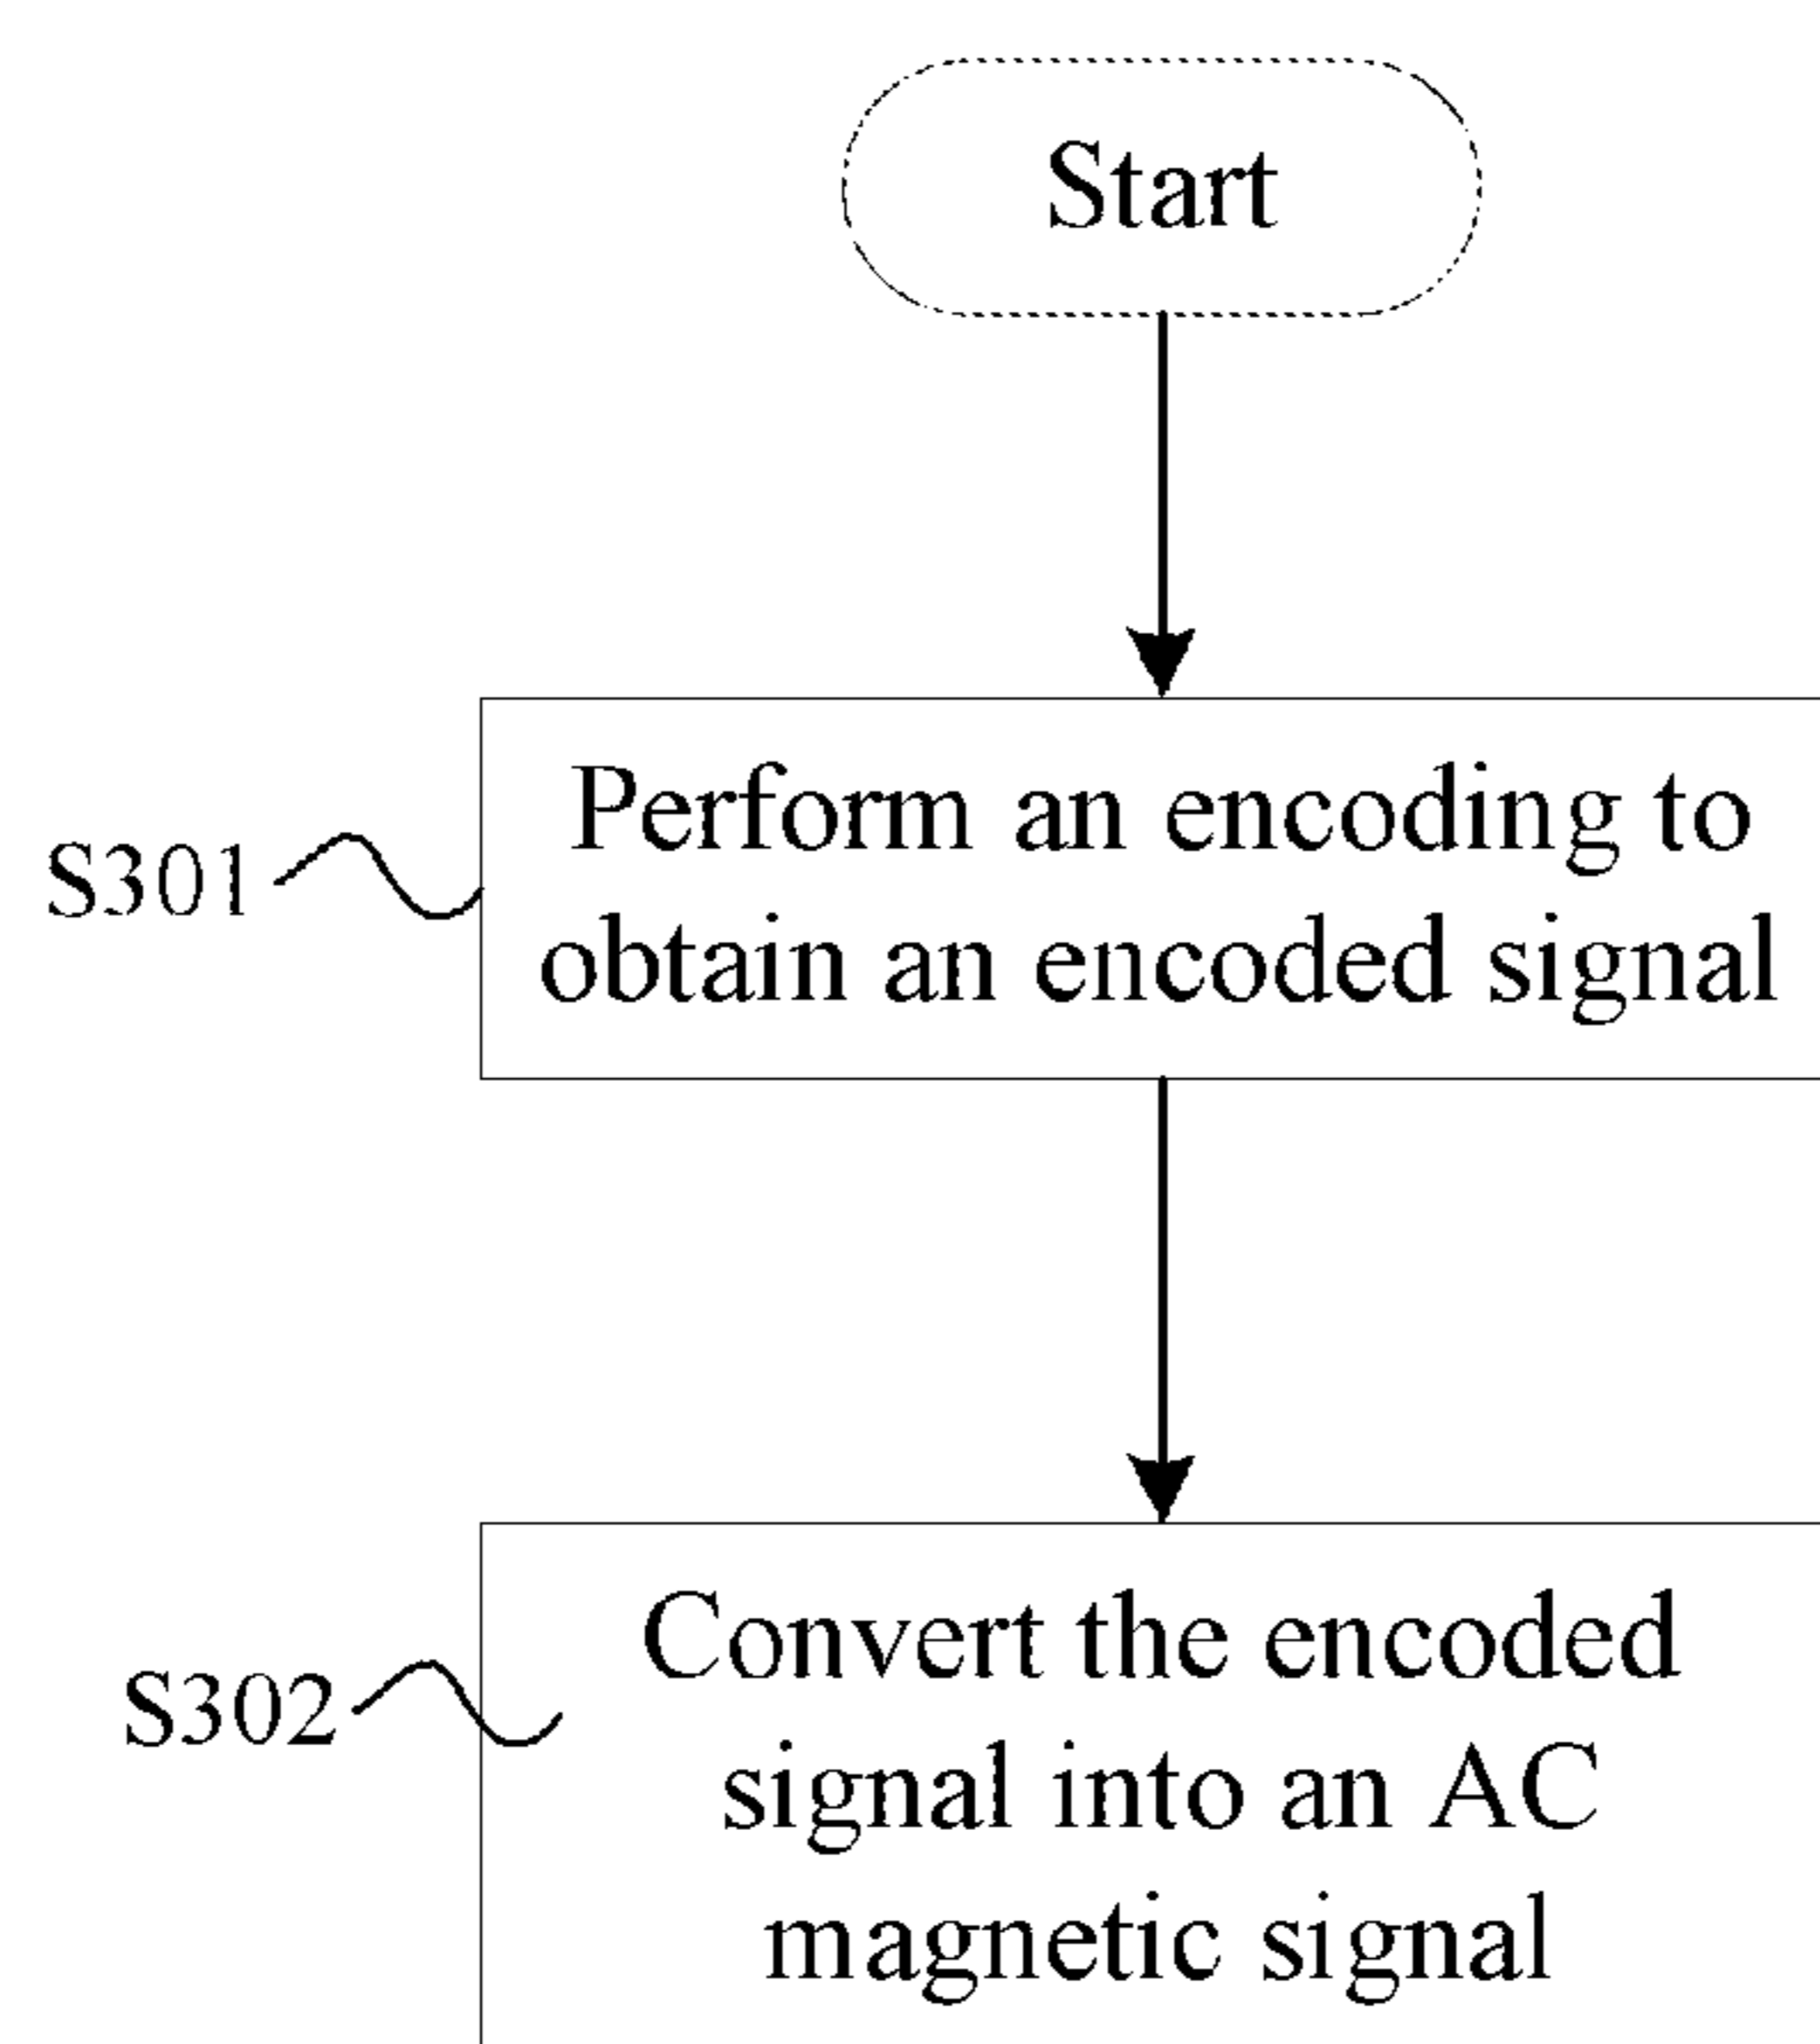 Start
S301
Perform an encoding to
obtain an encoded signal
S302
Convert the encoded
signal into an AC
magnetic signal